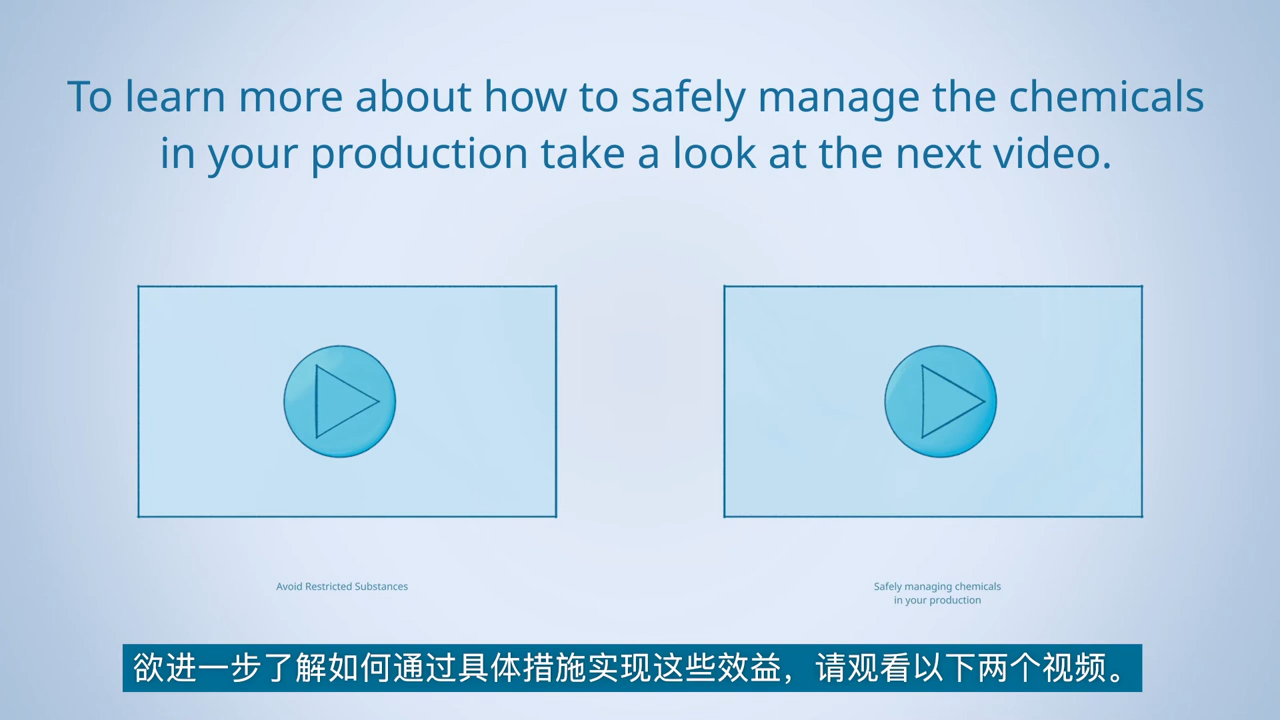 To learn more about how to safely manage the chemicals
in your production take a look at the next video.
Avoid Restricted Substances
Safely managing chemicals
in your production
欲进一步了解如何通过具体措施实现这些效益，请观看以下两个视频。